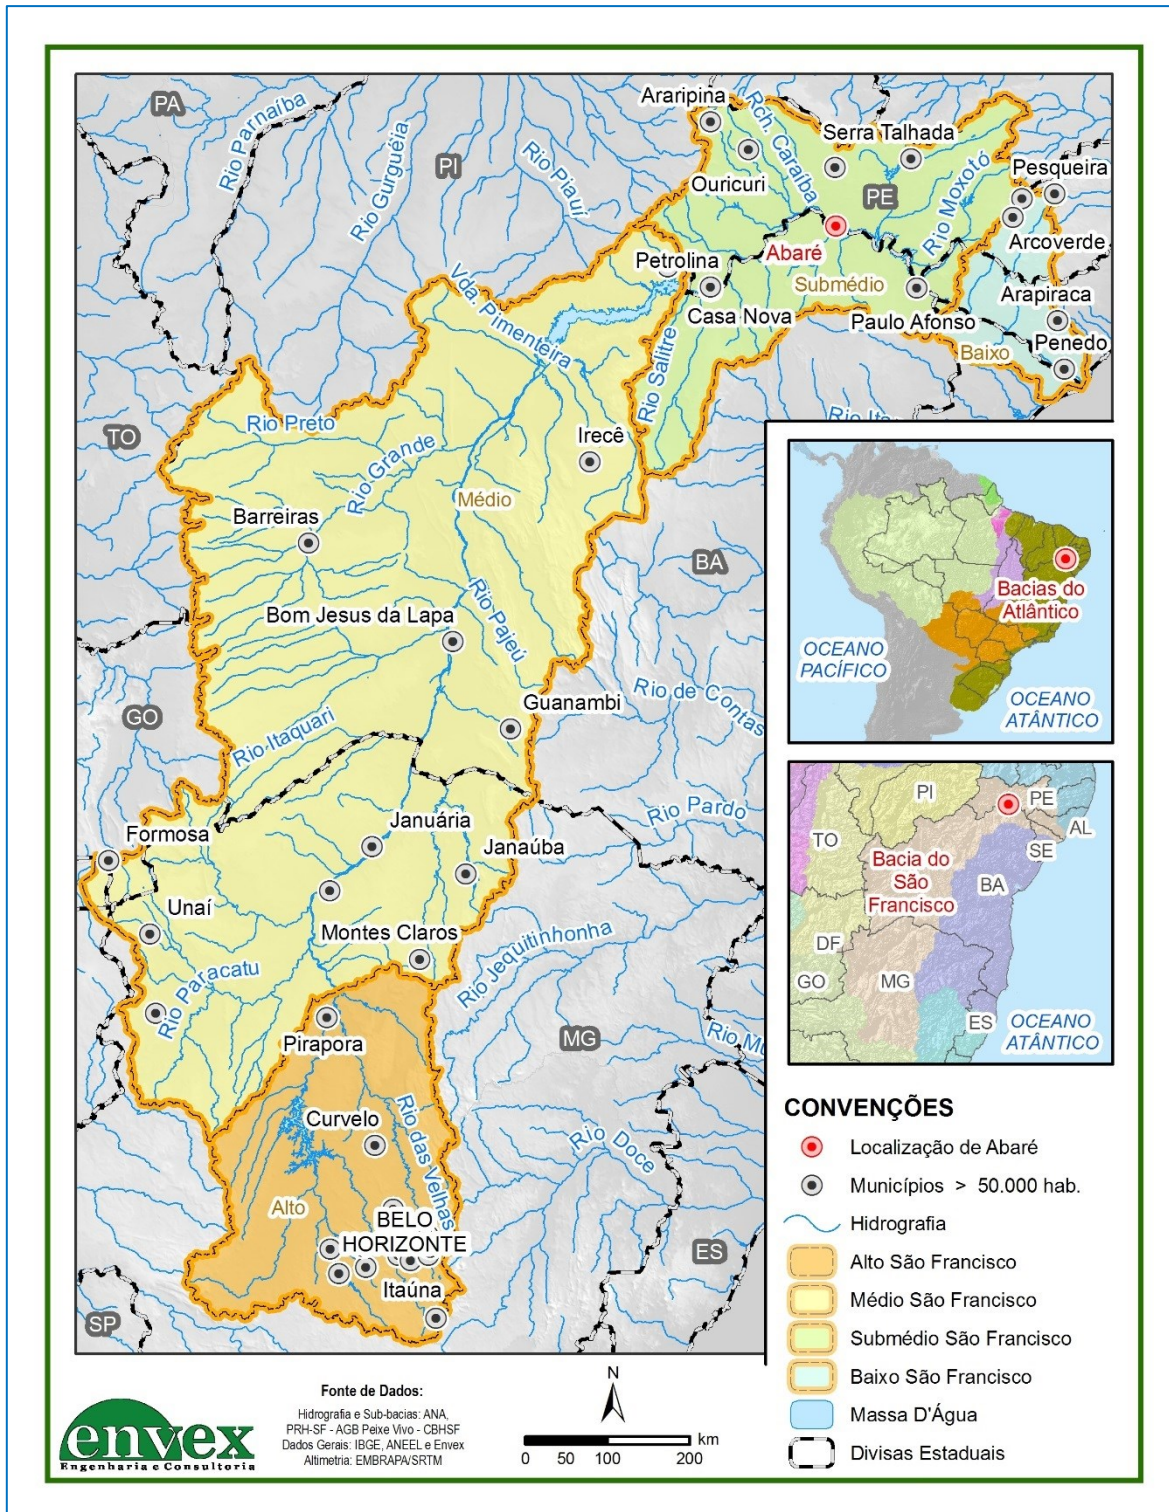 PA
Rio Parnaíba
Rio Gurguéia
PI
Rio Piauí
Araripina
Rch. Caraíba
Serra Talhada
Ouricuri
PE
Rio Moxotó
Pesqueira
Arcoverde
Abaré
Petrolina
Submédio
Casa Nova
Paulo Afonso
Arapiraca
Penedo
Baixo
Vda. Pimenteira
Rio Salitre
TO
Rio Preto
Rio Grande
Irecê
Médio
Barreiras
BA
Bom Jesus da Lapa
Rio Pajeú
Guanambi
Rio de Contas
GO
Rio Itaquari
Rio Pardo
Formosa
Januária
Janaúba
Unaí
Montes Claros
Rio Jequitinhonha
Rio Paracatu
Pirapora
MG
Rio Mu
Curvelo
Rio das Velhas
Rio Doce
Alto
BELO
HORIZONTE
Itaúna
ES
SP
Rio Ita
Bacias do
Atlântico
OCEANO
PACÍFICO
OCEANO
ATÂNTICO
PI
PE
TO
AL
SE
Bacia do
São
Francisco
BA
DF
GO
MG
ES
OCEANO
ATÂNTICO
CONVENÇÕES
Localização de Abaré
Municípios > 50.000 hab.
Hidrografia
Alto São Francisco
Médio São Francisco
Submédio São Francisco
Baixo São Francisco
Massa D'Água
Divisas Estaduais
envex
Engenharia e Consultoria
Fonte de Dados:
Hidrografia e Sub-bacias: ANA,
PRH-SF - AGB Peixe Vivo - CBHSF
Dados Gerais: IBGE, ANEEL e Envex
Altimetria: EMBRAPA/SRTM
N
km
0 50 100 200